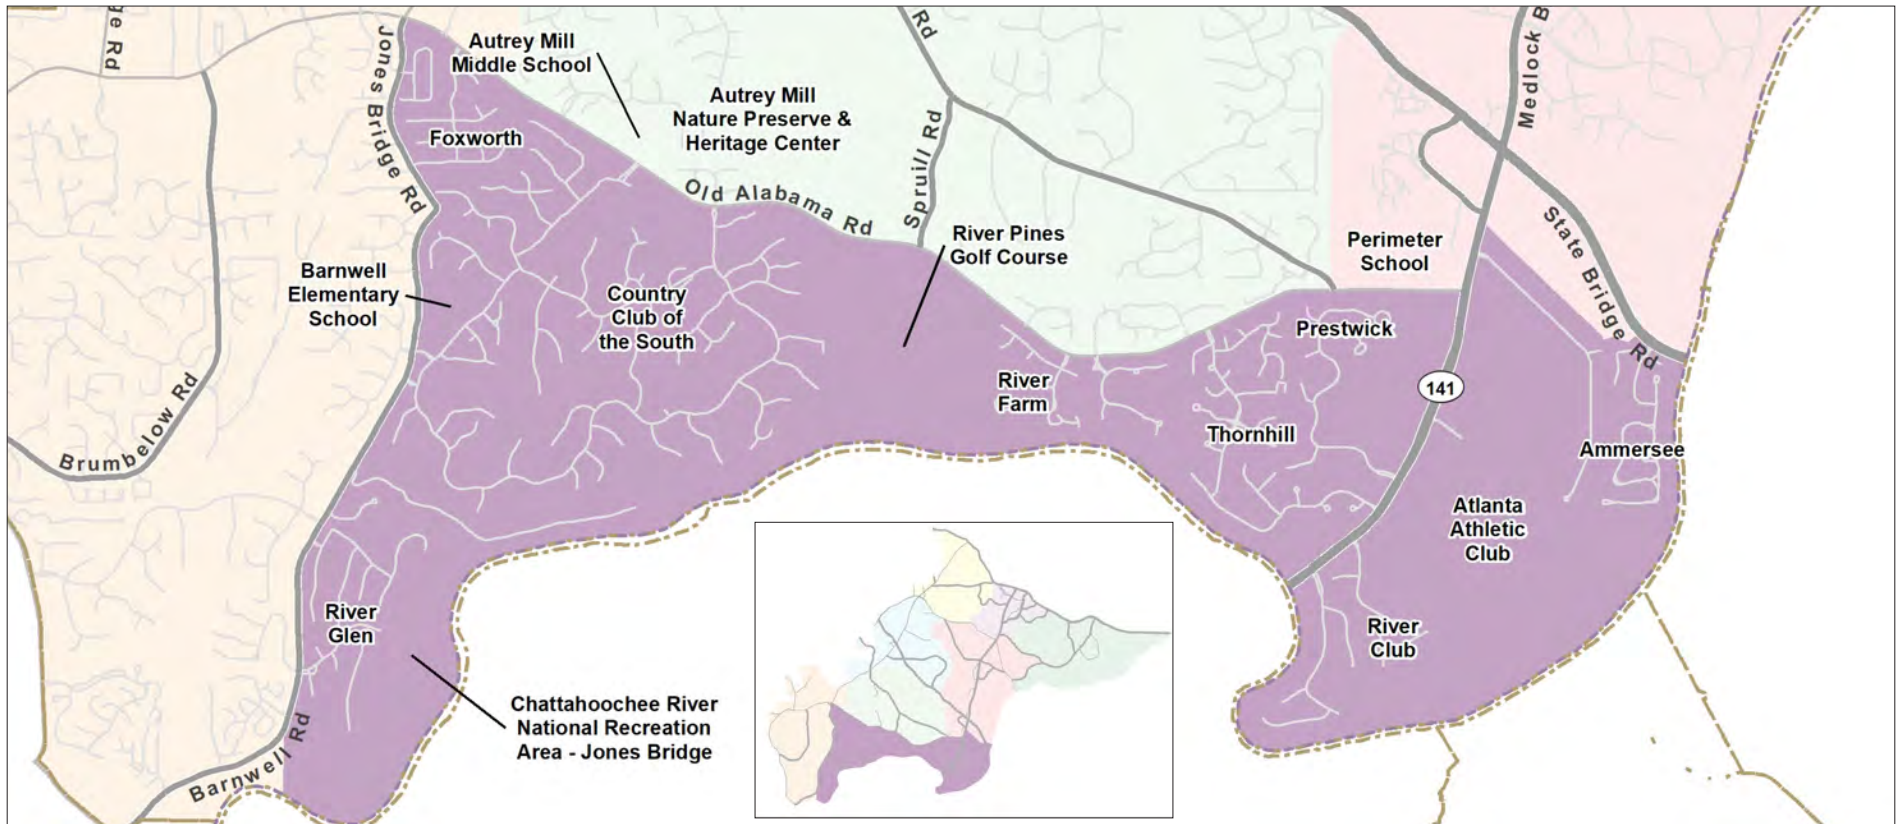 ge Rd
Jones Bridge Rd
Autrey Mill
Middle School
Rd
Medlock B
Autrey Mill
Nature Preserve &
Heritage Center
Foxworth
Spruill Rd
Old Alabama Rd
River Pines
Golf Course
Perimeter
School
State Bridge Rd
Barnwell
Elementary
School
Country
Club of
the South
Prestwick
River
Farm
141
Brumbelow Rd
Thornhill
Ammersee
Atlanta
Athletic
Club
River
Glen
River
Club
Chattahoochee River
National Recreation
Area - Jones Bridge
Barnwell Rd